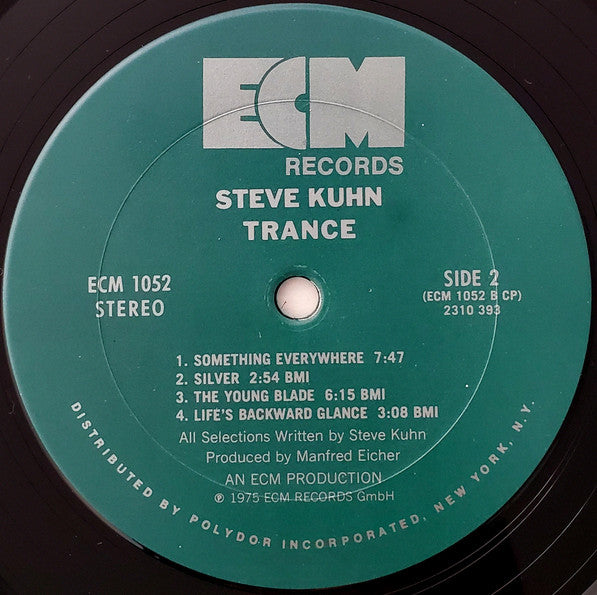 ECM
RECORDS
STEVE KUHN
TRANCE
ECM 1052
STEREO
SIDE 2
(ECM 1052 B CP)
2310 393
1. SOMETHING EVERYWHERE 7:47
2. SILVER 2:54 BMI
3. THE YOUNG BLADE 6:15 BMI
4. LIFE'S BACKWARD GLANCE 3:08 BMI
All Selections Written by Steve Kuhn
Produced by Manfred Eicher
AN ECM PRODUCTION
℗ 1975 ECM RECORDS GmbH
DISTRIBUTED BY POLYDOR INCORPORATED, NEW YORK, N.Y.